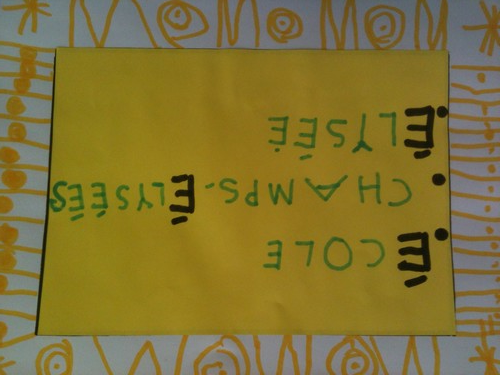 • ÉCOLE
• CHAMPS-ÉLYSÉES
• ÉLYSÉE